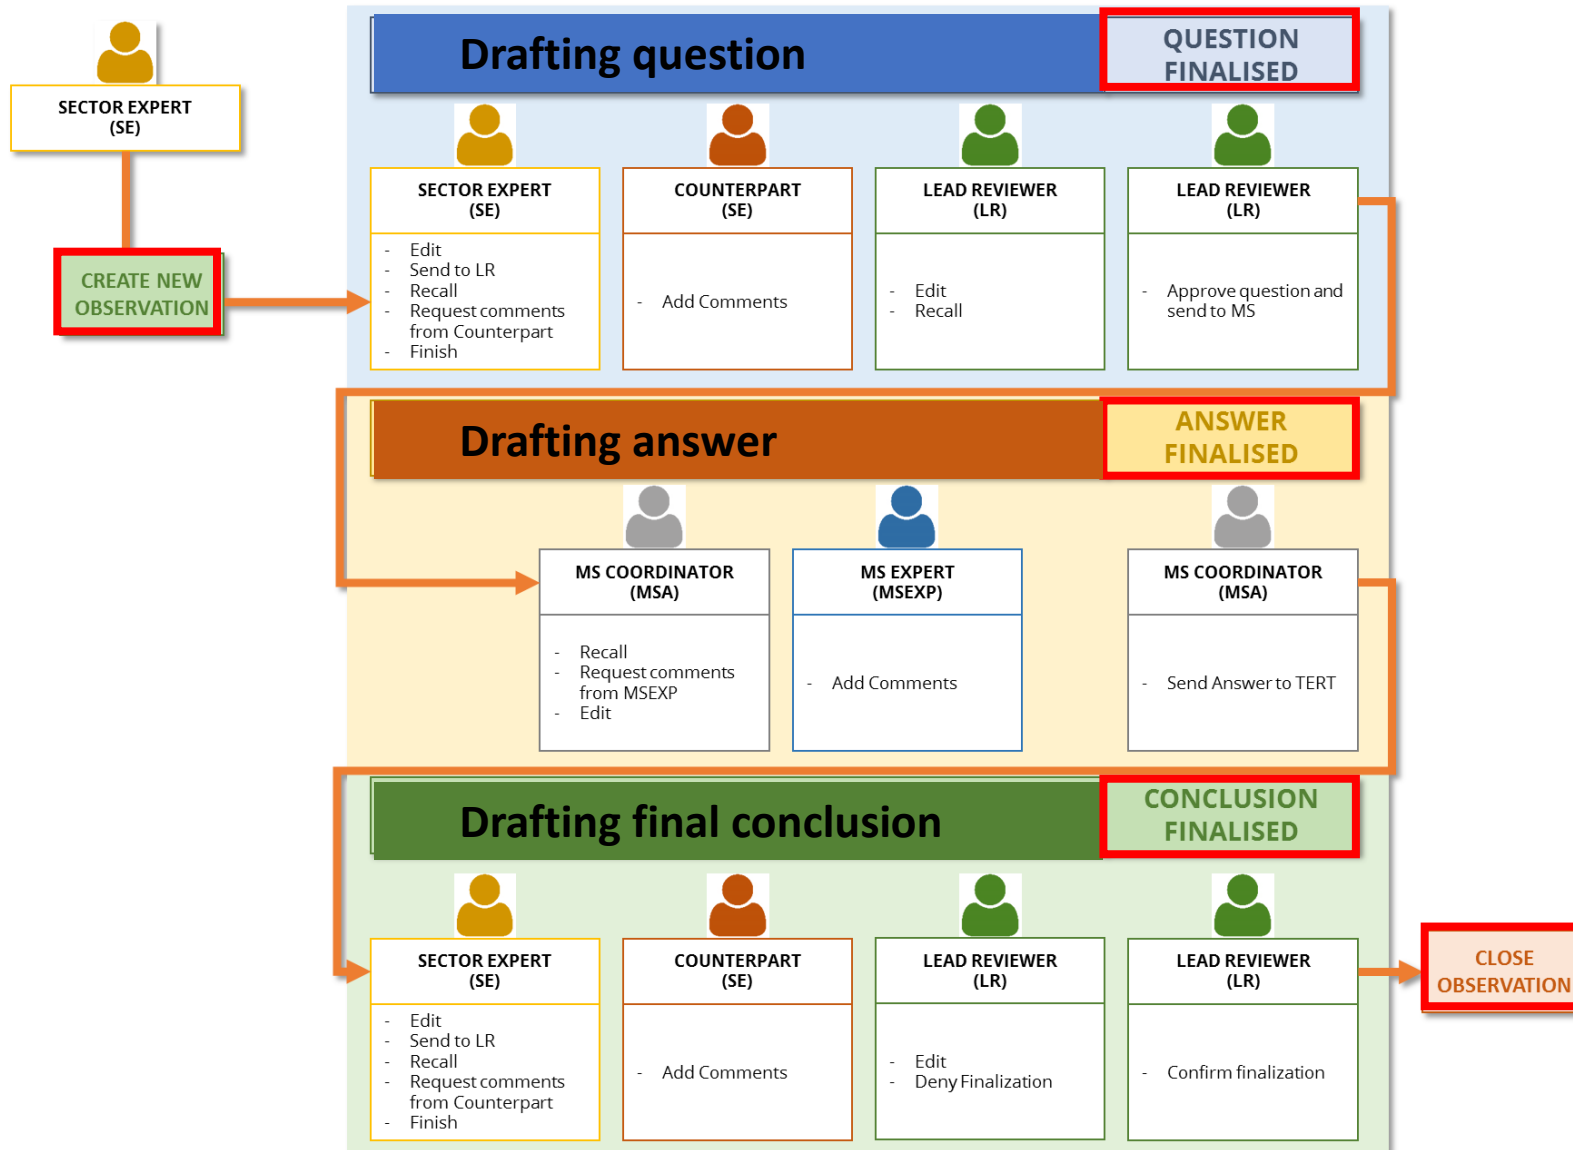 SECTOR EXPERT
(SE)
CREATE NEW
OBSERVATION
Drafting question
QUESTION
FINALISED
SECTOR EXPERT
(SE)
- Edit
- Send to LR
- Recall
- Request comments
from Counterpart
- Finish
COUNTERPART
(SE)
- Add Comments
LEAD REVIEWER
(LR)
- Edit
- Recall
LEAD REVIEWER
(LR)
- Approve question and
send to MS
Drafting answer
ANSWER
FINALISED
MS COORDINATOR
(MSA)
- Recall
- Request comments
from MSEXP
- Edit
MS EXPERT
(MSEXP)
- Add Comments
MS COORDINATOR
(MSA)
- Send Answer to TERT
Drafting final conclusion
CONCLUSION
FINALISED
SECTOR EXPERT
(SE)
- Edit
- Send to LR
- Recall
- Request comments
from Counterpart
- Finish
COUNTERPART
(SE)
- Add Comments
LEAD REVIEWER
(LR)
- Edit
- Deny Finalization
LEAD REVIEWER
(LR)
- Confirm finalization
CLOSE
OBSERVATION